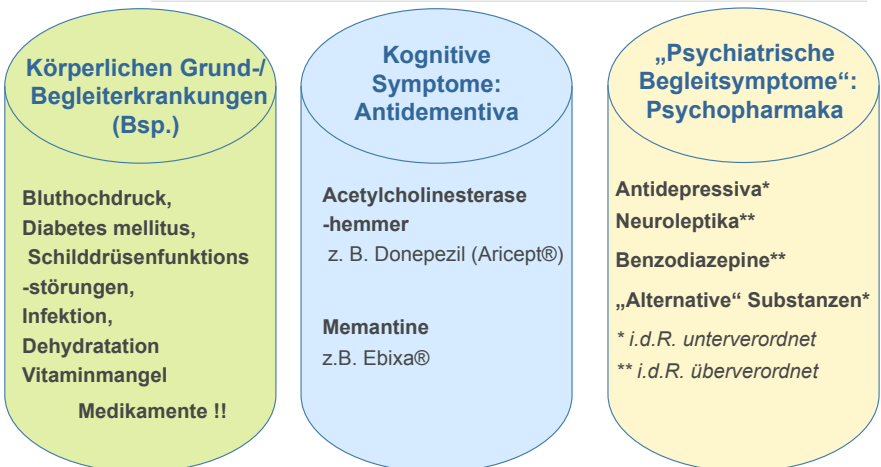 Körperlichen Grund-/
Begleiterkrankungen
(Bsp.)
Bluthochdruck,
Diabetes mellitus,
Schilddrüsenfunktions
-störungen,
Infektion,
Dehydratation
Vitaminmangel
Medikamente !!
Kognitive
Symptome:
Antidementiva
Acetylcholinesterase
-hemmer
z. B. Donepezil (Aricept®)
Memantine
z.B. Ebixa®
„Psychiatrische
Begleitsymptome“:
Psychopharmaka
Antidepressiva*
Neuroleptika**
Benzodiazepine**
„Alternative“ Substanzen*
* i.d.R. unterverordnet
** i.d.R. überverordnet